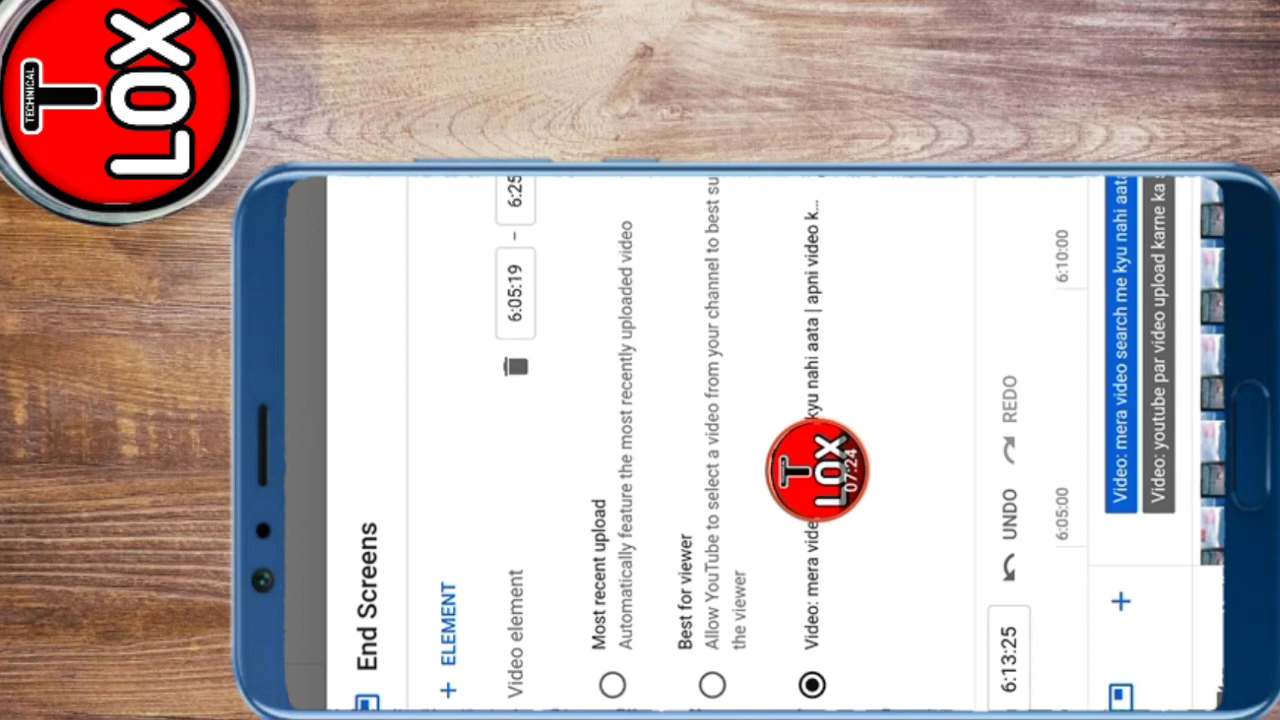 TECHNICAL
T
LOX
End Screens
+ ELEMENT
Video element
6:05:19 – 6:25
Most recent upload
Automatically feature the most recently uploaded video
Best for viewer
Allow YouTube to select a video from your channel to best su
the viewer
Video: mera vide kyu nahi aata | apni video k...
T
LOX
07:24
6:13:25
UNDO
REDO
6:05:00
6:10:00
+
Video: mera video search me kyu nahi aata
Video: youtube par video upload karne ka s